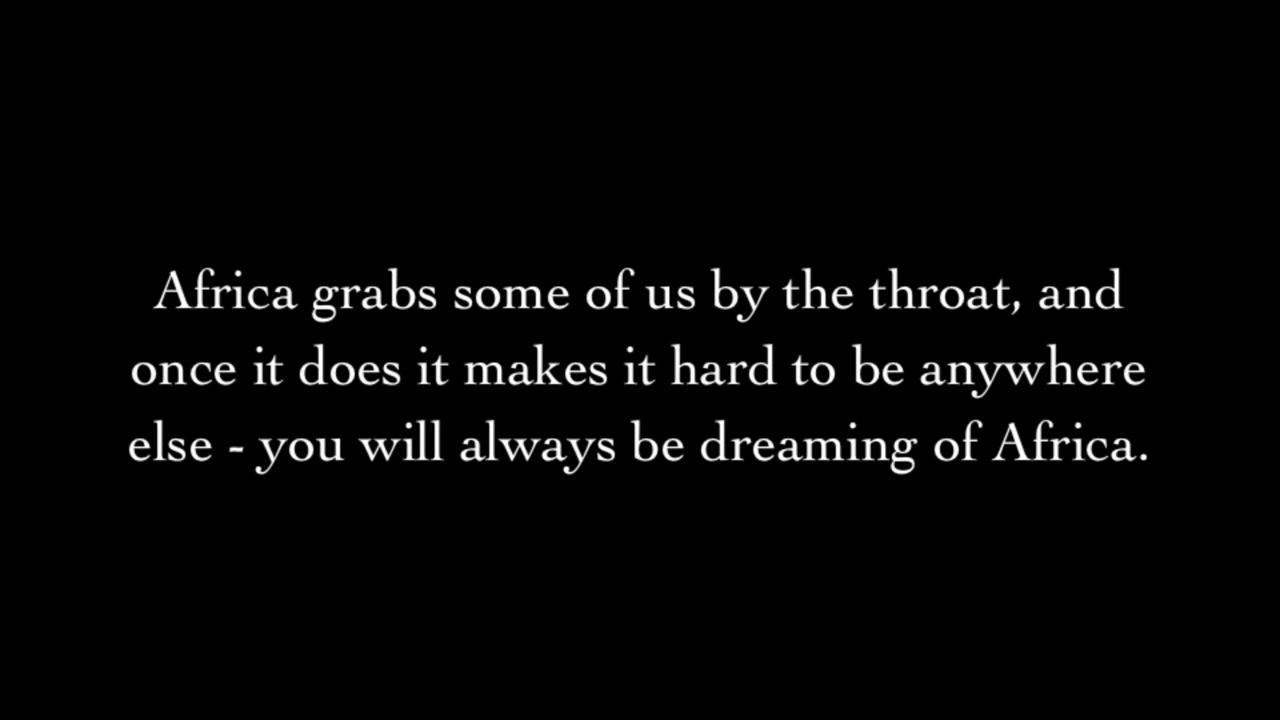 Africa grabs some of us by the throat, and
once it does it makes it hard to be anywhere
else - you will always be dreaming of Africa.